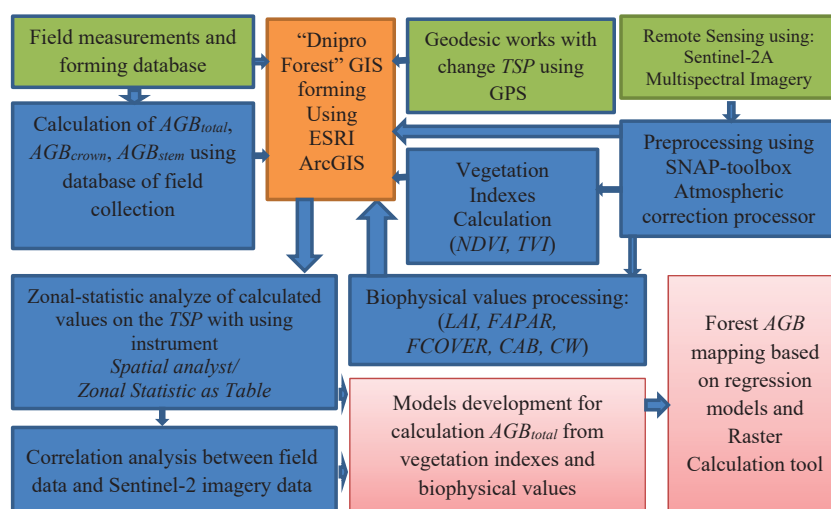 Field measurements and
forming database
“Dnipro
Forest” GIS
forming
Using
ESRI
ArcGIS
Geodesic works with
change TSP using
GPS
Remote Sensing using:
Sentinel-2A
Multispectral Imagery
Calculation of AGBtotal,
AGBcrown, AGBstem using
database of field
collection
Vegetation
Indexes
Calculation
(NDVI, TVI)
Preprocessing using
SNAP-toolbox
Atmospheric
correction processor
Zonal-statistic analyze of calculated
values on the TSP with using
instrument
Spatial analyst/
Zonal Statistic as Table
Biophysical values processing:
(LAI, FAPAR,
FCOVER, CAB, CW)
Forest AGB
mapping based
on regression
models and
Raster
Calculation tool
Models development for
calculation AGBtotal from
vegetation indexes and
biophysical values
Correlation analysis between field
data and Sentinel-2 imagery data